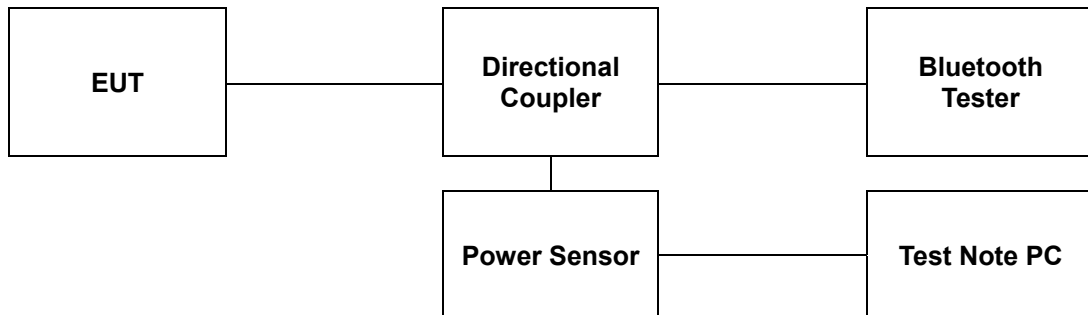 EUT
Directional
Coupler
Bluetooth
Tester
Power Sensor
Test Note PC